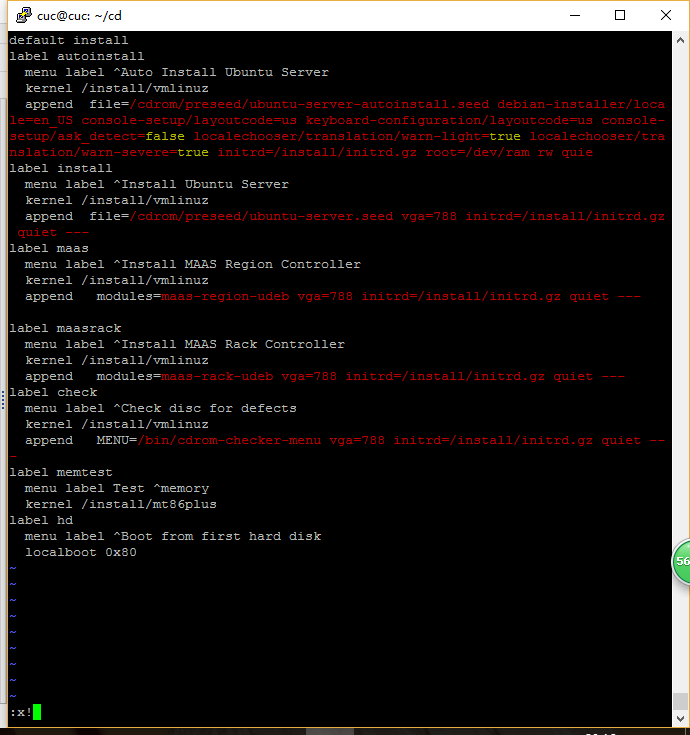 cuc@cuc: ~/cd
default install
label autoinstall
  menu label ^Auto Install Ubuntu Server
  kernel /install/vmlinuz
  append  file=/cdrom/preseed/ubuntu-server-autoinstall.seed debian-installer/loca
le=en_US console-setup/layoutcode=us keyboard-configuration/layoutcode=us console-
setup/ask_detect=false localechooser/translation/warn-light=true localechooser/tra
nslation/warn-severe=true initrd=/install/initrd.gz root=/dev/ram rw quie
label install
  menu label ^Install Ubuntu Server
  kernel /install/vmlinuz
  append  file=/cdrom/preseed/ubuntu-server.seed vga=788 initrd=/install/initrd.gz
 quiet ---
label maas
  menu label ^Install MAAS Region Controller
  kernel /install/vmlinuz
  append   modules=maas-region-udeb vga=788 initrd=/install/initrd.gz quiet ---
label maasrack
  menu label ^Install MAAS Rack Controller
  kernel /install/vmlinuz
  append   modules=maas-rack-udeb vga=788 initrd=/install/initrd.gz quiet ---
label check
  menu label ^Check disc for defects
  kernel /install/vmlinuz
  append   MENU=/bin/cdrom-checker-menu vga=788 initrd=/install/initrd.gz quiet --
-
label memtest
  menu label Test ^memory
  kernel /install/mt86plus
label hd
  menu label ^Boot from first hard disk
  localboot 0x80
~
~
~
~
~
~
~
~
~
:x!
56